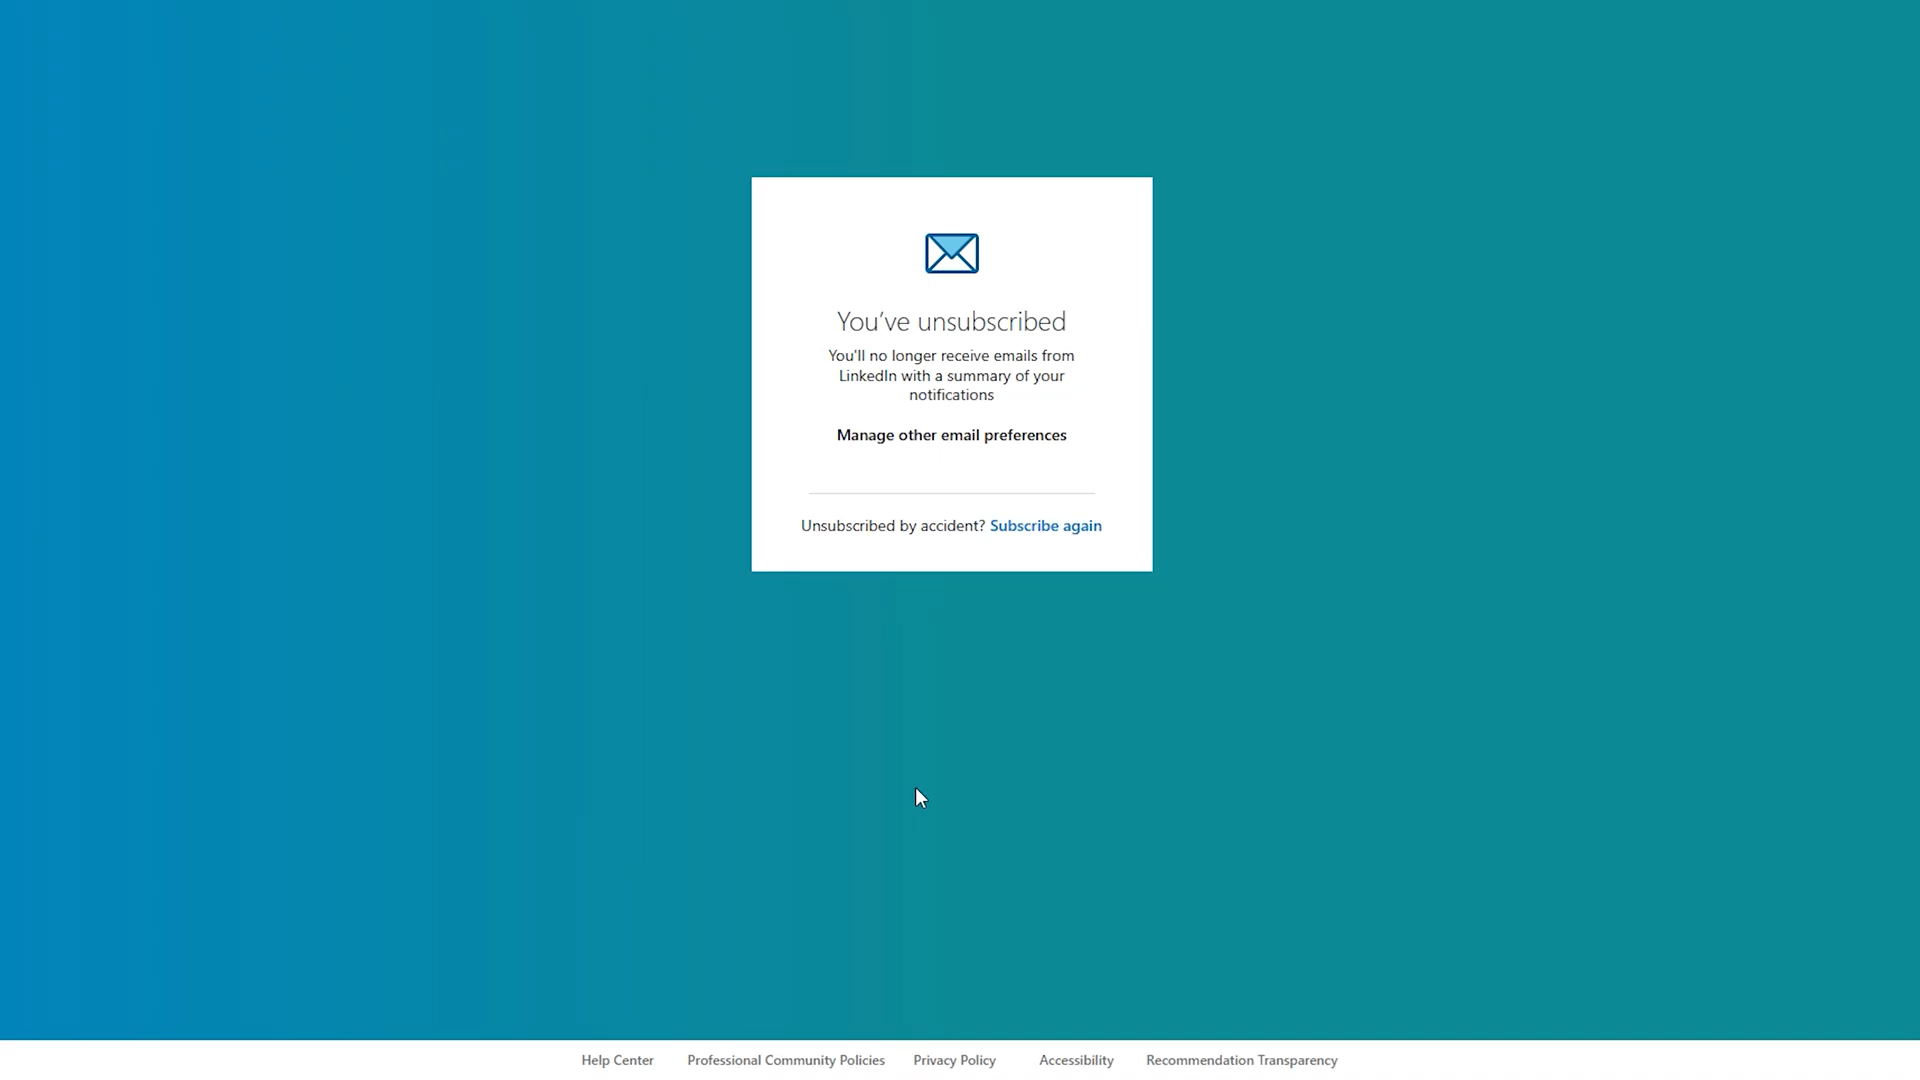 You've unsubscribed
You'll no longer receive emails from
LinkedIn with a summary of your
notifications
Manage other email preferences
Unsubscribed by accident? Subscribe again
Help Center Professional Community Policies Privacy Policy Accessibility Recommendation Transparency